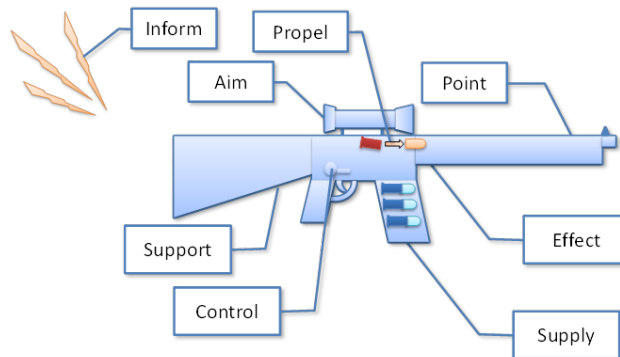 Inform
Propel
Aim
Point
Support
Effect
Control
Supply